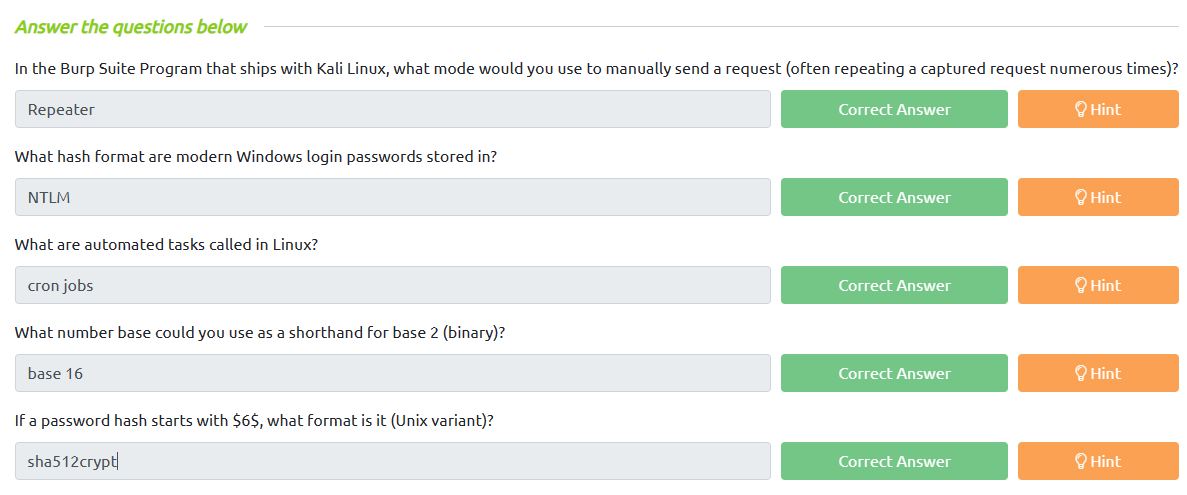 Answer the questions below
In the Burp Suite Program that ships with Kali Linux, what mode would you use to manually send a request (often repeating a captured request numerous times)?
Repeater Correct Answer Hint
What hash format are modern Windows login passwords stored in?
NTLM Correct Answer Hint
What are automated tasks called in Linux?
cron jobs Correct Answer Hint
What number base could you use as a shorthand for base 2 (binary)?
base 16 Correct Answer Hint
If a password hash starts with $6$, what format is it (Unix variant)?
sha512crypt Correct Answer Hint